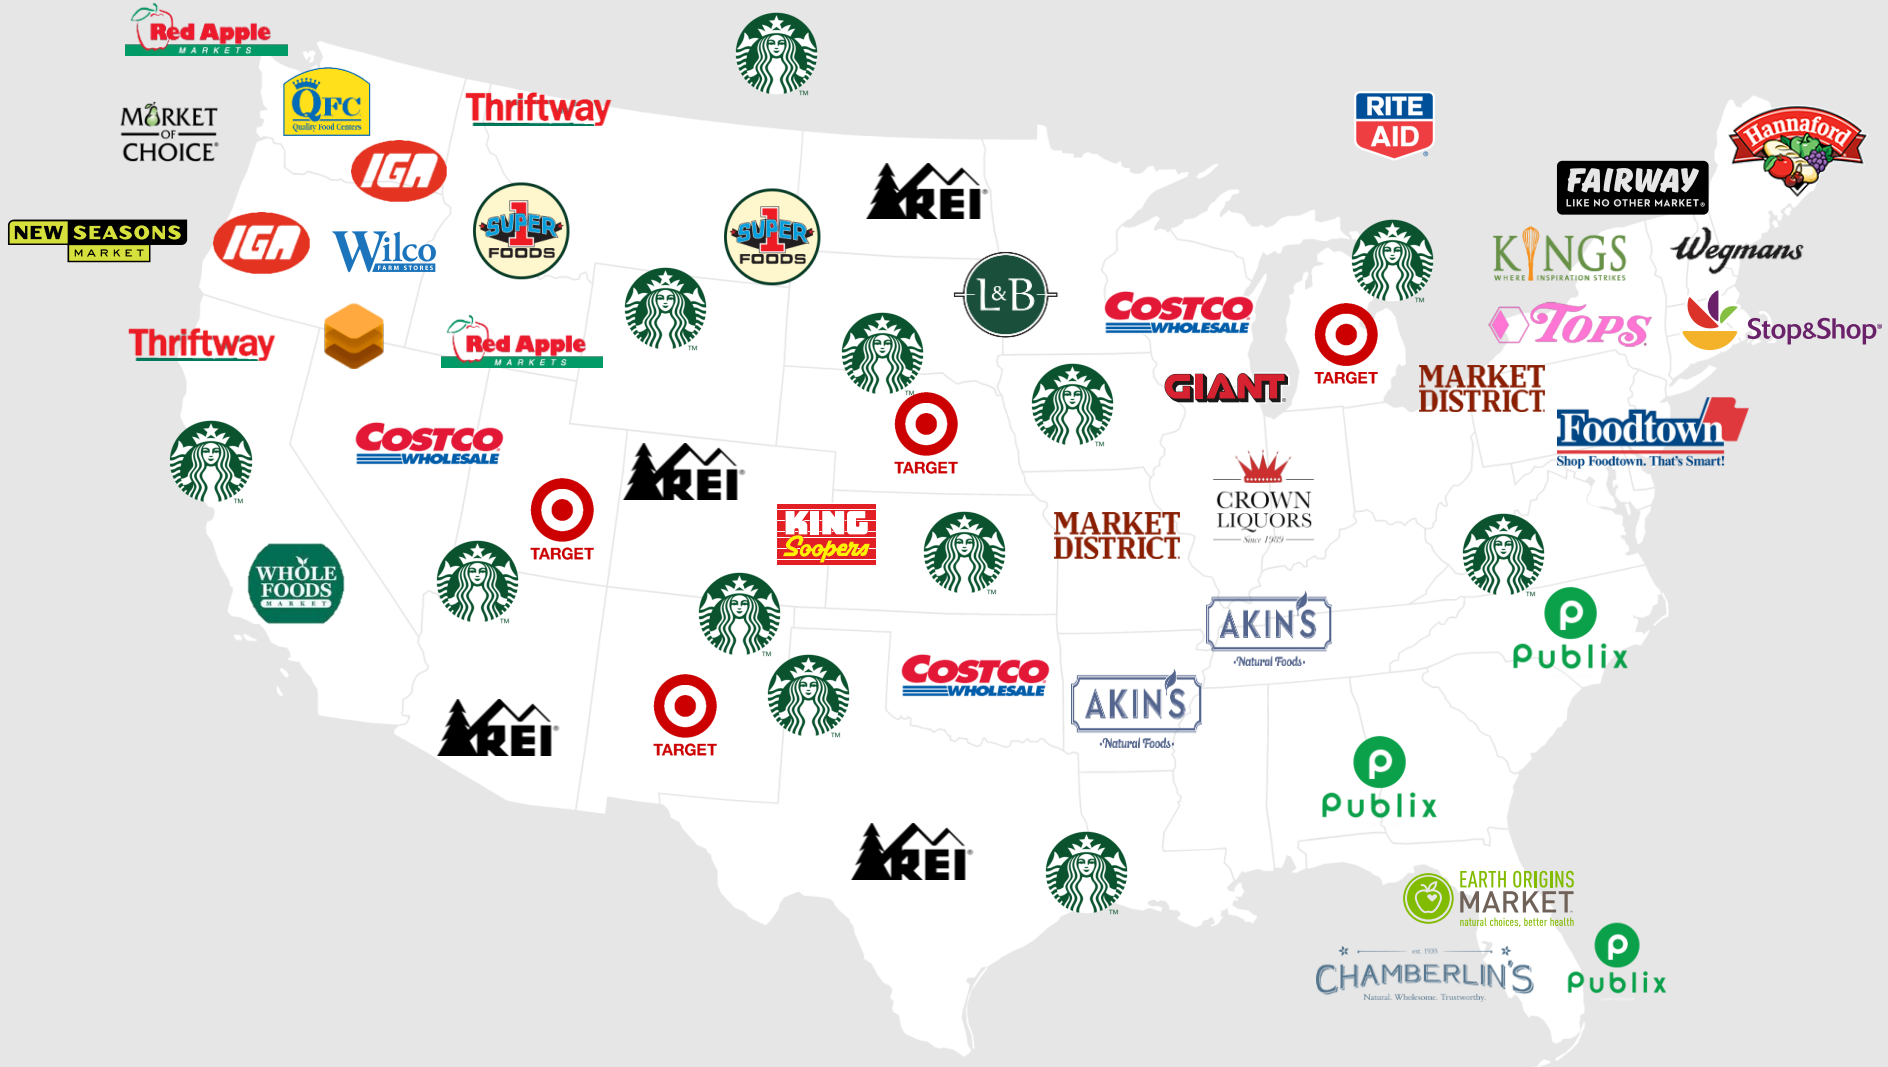 Red Apple
MARKETS
MARKET
OF
CHOICE
QFC
Quality Food Centers
Thriftway
IGA
RITE
AID
Hannaford
FAIRWAY
LIKE NO OTHER MARKET
REI
SUPER
1
FOODS
SUPER
1
FOODS
NEW SEASONS
MARKET
IGA
Wilco
FARM STORES
KINGS
WHERE INSPIRATION STRIKES
Wegmans
L&B
COSTCO
WHOLESALE
TARGET
TOPS
Stop&Shop
Thriftway
Red Apple
MARKETS
GIANT
MARKET
DISTRICT
TARGET
COSTCO
WHOLESALE
REI
Foodtown
Shop Foodtown. That's Smart!
CROWN
LIQUORS
Since 1989
TARGET
KING
Soopers
MARKET
DISTRICT
WHOLE
FOODS
MARKET
AKIN'S
Natural Foods
Publix
COSTCO
WHOLESALE
AKIN'S
Natural Foods
REI
TARGET
Publix
REI
EARTH ORIGINS
MARKET
natural choices, better health
est. 1935
CHAMBERLIN'S
Natural. Wholesome. Trustworthy.
Publix